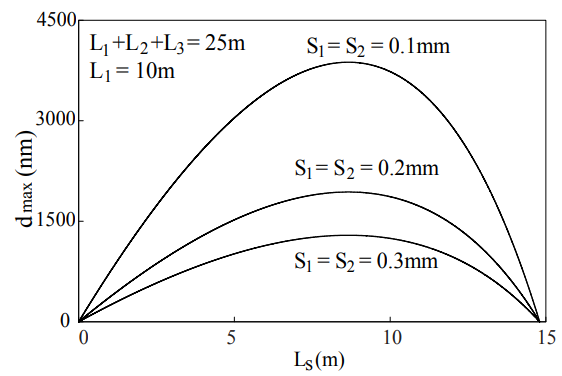 4500
L₁+L₂+L₃= 25m
S₁= S₂ = 0.1mm
L₁= 10m
3000
S₁= S₂ = 0.2mm
1500
S₁= S₂ = 0.3mm
0
0 5 10 15
Lₛ(m)
dₘₐₓ (nm)